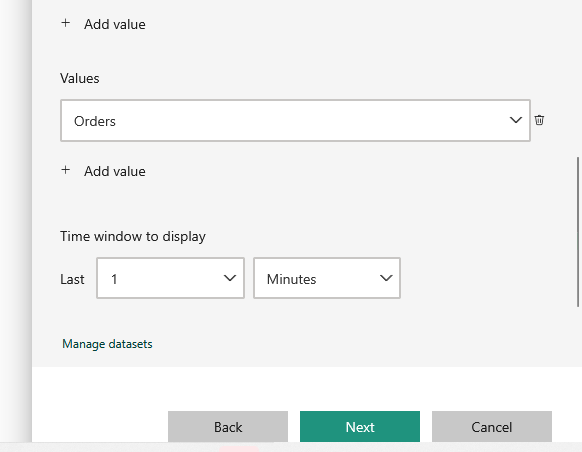 + Add value
Values
Orders
+ Add value
Time window to display
Last 1 Minutes
Manage datasets
Back Next Cancel